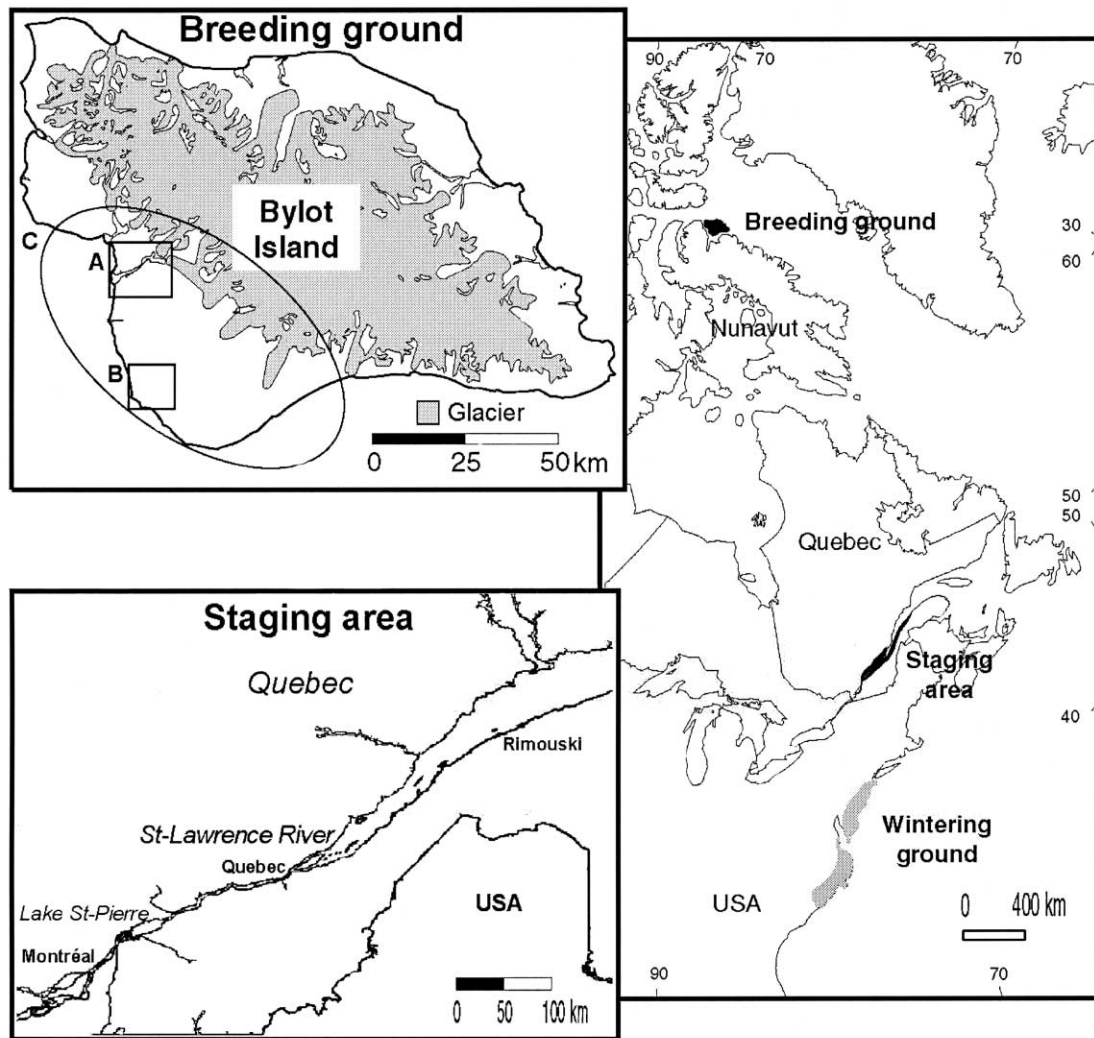 Breeding ground
Bylot
Island
C
A
B
Glacier
0 25 50 km
90 70 70
Breeding ground
30
60
Nunavut
50
50
Quebec
Staging
area
40
Wintering
ground
USA
0 400 km
90 70
Staging area
Quebec
Rimouski
St-Lawrence River
Quebec
Lake St-Pierre
USA
Montréal
0 50 100 km